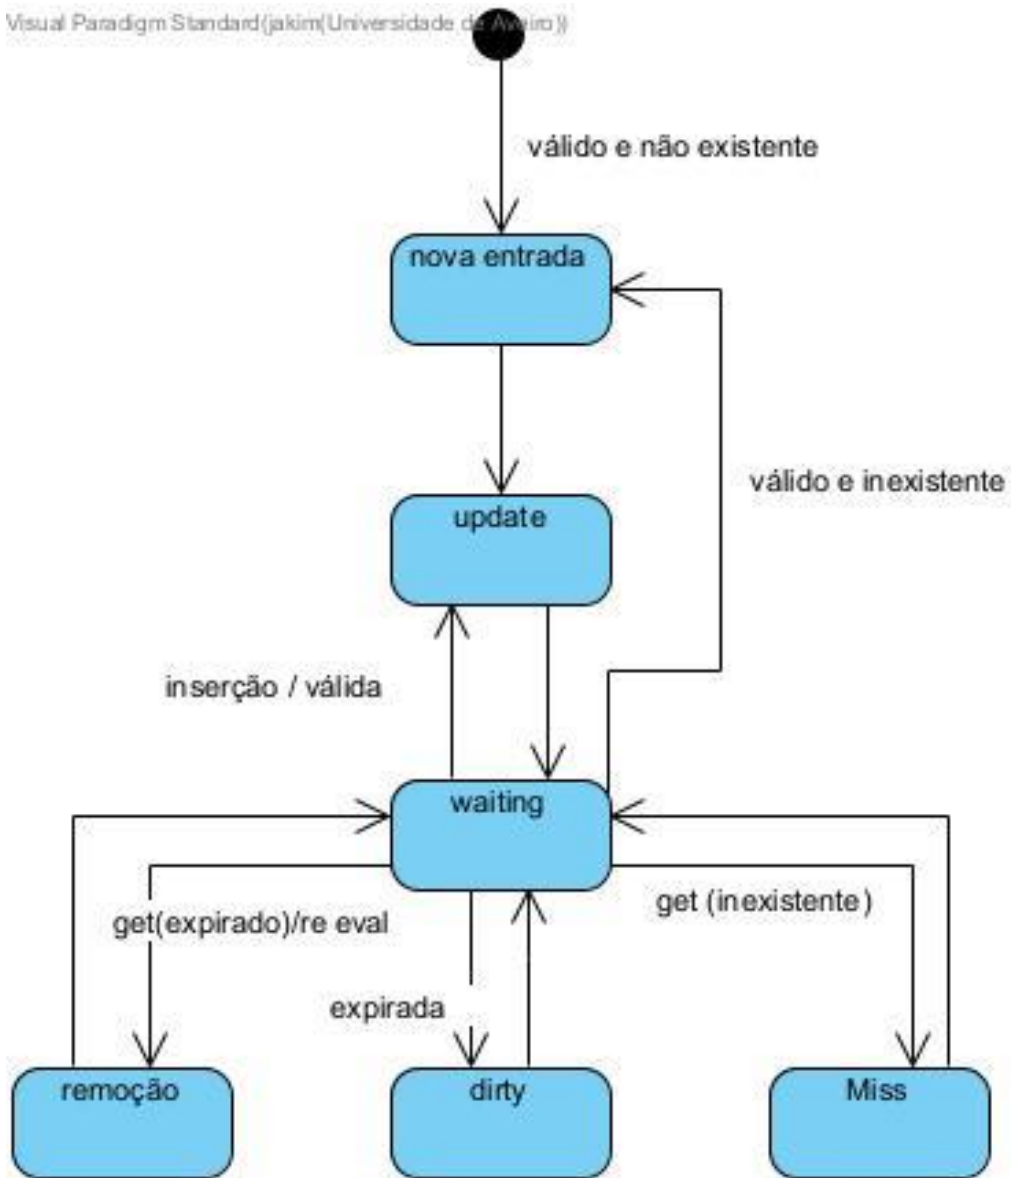 Visual Paradigm Standard(jakim(Universidade de Aveiro))
válido e não existente
nova entrada
válido e inexistente
update
inserção / válida
waiting
get(expirado)/re eval
get (inexistente)
expirada
remoção
dirty
Miss